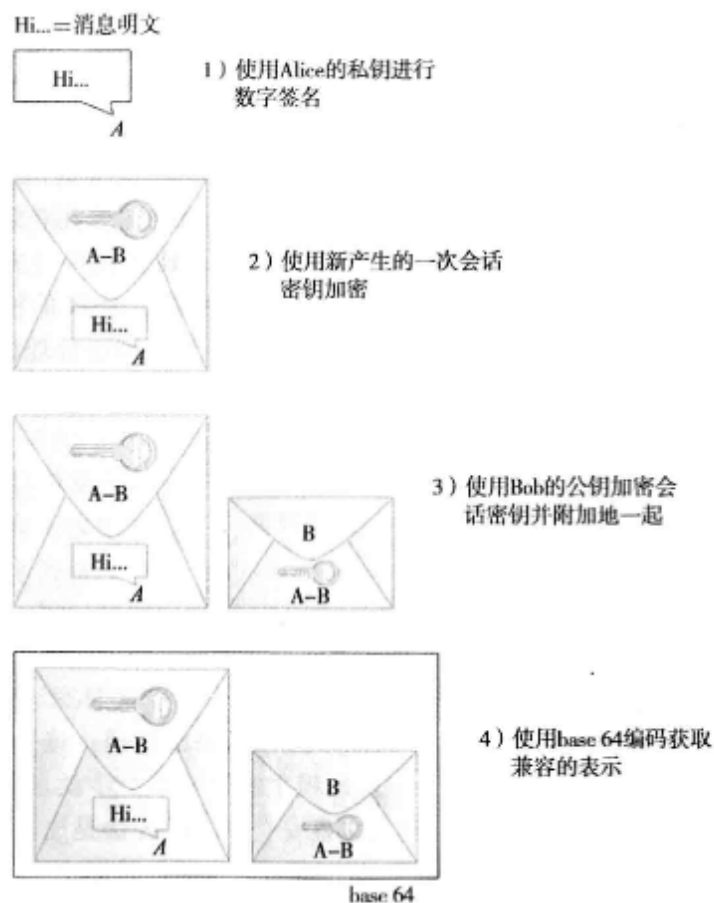 Hi...=消息明文
Hi...
A
1）使用Alice的私钥进行
数字签名
A-B
Hi...
A
2）使用新产生的一次会话
密钥加密
A-B
Hi...
A
B
A-B
3）使用Bob的公钥加密会
话密钥并附加地一起
A-B
Hi...
A
B
A-B
4）使用base 64编码获取
兼容的表示
base 64